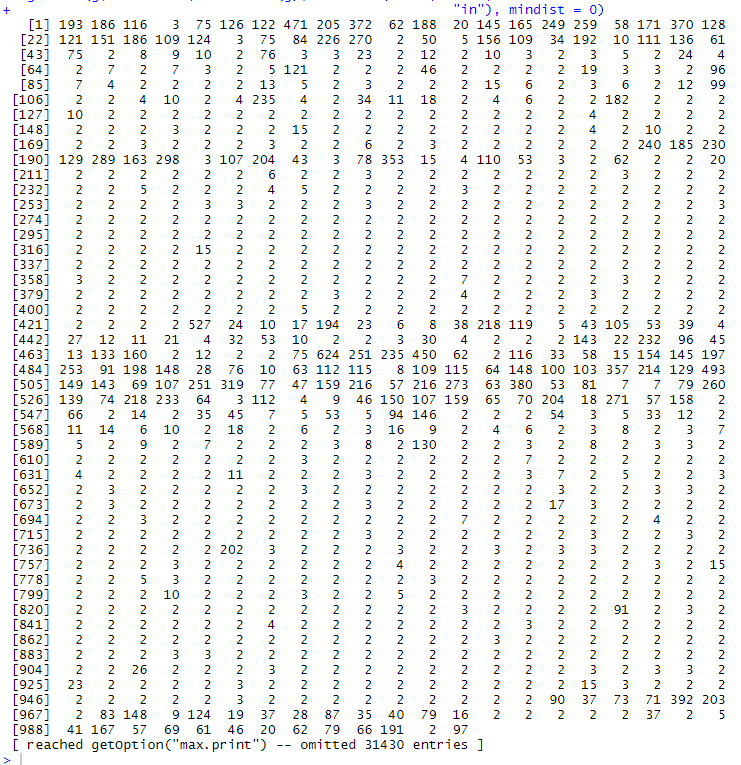 + "in"), mindist = 0)
[1] 193 186 116 3 75 126 122 471 205 372 62 188 20 145 165 249 259 58 171 370 128
[22] 121 151 186 109 124 3 75 84 226 270 2 50 5 156 109 34 192 10 111 136 61
[43] 75 2 8 9 10 2 76 3 3 23 2 12 2 10 3 2 3 5 2 24 4
[64] 2 7 2 7 3 2 5 121 2 2 2 46 2 2 2 2 19 3 3 2 96
[85] 7 4 2 2 2 2 13 5 2 3 2 2 2 15 6 2 3 6 2 12 99
[106] 2 2 4 10 2 4 235 4 2 34 11 18 2 4 6 2 2 182 2 2 2
[127] 10 2 2 2 2 2 2 2 2 2 2 2 2 2 2 2 4 2 2 2 2
[148] 2 2 2 3 2 2 2 15 2 2 2 2 2 2 2 2 4 2 10 2 2
[169] 2 2 3 2 2 2 3 2 2 6 2 3 2 2 2 2 2 2 240 185 230
[190] 129 289 163 298 3 107 204 43 3 78 353 15 4 110 53 3 2 62 2 2 20
[211] 2 2 2 2 2 2 6 2 2 3 2 2 2 2 2 2 2 3 2 2 2
[232] 2 2 5 2 2 2 4 5 2 2 2 2 3 2 2 2 2 2 2 2 2
[253] 2 2 2 2 3 3 2 2 2 3 2 2 2 2 2 2 2 2 2 2 3
[274] 2 2 2 2 2 2 2 2 2 2 2 2 2 2 2 2 2 2 2 2 2
[295] 2 2 2 2 2 2 2 2 2 2 2 2 2 2 2 2 2 2 2 2 2
[316] 2 2 2 2 15 2 2 2 2 2 2 2 2 2 2 2 2 2 2 2 2
[337] 2 2 2 2 2 2 2 2 2 2 2 2 2 2 2 2 2 2 2 2 2
[358] 3 2 2 2 2 2 2 2 2 2 2 2 7 2 2 2 2 3 2 2 2
[379] 2 2 2 2 2 2 2 2 3 2 2 2 4 2 2 2 3 2 2 2 2
[400] 2 2 2 2 2 2 2 5 2 2 2 2 2 2 2 2 2 2 2 2 2
[421] 2 2 2 2 527 24 10 17 194 23 6 8 38 218 119 5 43 105 53 39 4
[442] 27 12 11 21 4 32 53 10 2 2 3 30 4 2 2 2 143 22 232 96 45
[463] 13 133 160 2 12 2 2 75 624 251 235 450 62 2 116 33 58 15 154 145 197
[484] 253 91 198 148 28 76 10 63 112 115 8 109 115 64 148 100 103 357 214 129 493
[505] 149 143 69 107 251 319 77 47 159 216 57 216 273 63 380 53 81 7 7 79 260
[526] 139 74 218 233 64 3 112 4 9 46 150 107 159 65 70 204 18 271 57 158 2
[547] 66 2 14 2 35 45 7 5 53 5 94 146 2 2 2 54 3 5 33 12 2
[568] 11 14 6 10 2 18 2 6 2 3 16 9 2 4 6 2 3 8 2 3 7
[589] 5 2 9 2 7 2 2 2 3 8 2 130 2 2 3 2 8 2 3 3 2
[610] 2 2 2 2 2 2 2 3 2 2 2 2 2 2 7 2 2 2 2 2 2
[631] 4 2 2 2 2 11 2 2 2 3 2 2 2 2 3 7 2 5 2 2 3
[652] 2 3 2 2 2 2 2 3 2 2 2 2 2 2 2 3 2 2 3 3 2
[673] 2 3 2 2 2 2 2 2 2 3 2 2 2 2 2 17 3 2 2 2 2
[694] 2 2 3 2 2 2 2 2 2 2 2 2 7 2 2 2 2 2 4 2 2
[715] 2 2 2 2 2 2 2 2 2 3 2 2 2 2 2 2 3 2 2 3 2
[736] 2 2 2 2 202 2 3 2 2 2 3 2 2 3 2 3 3 2 2 2 2
[757] 2 2 2 3 2 2 2 2 2 2 4 2 2 2 2 2 2 2 3 2 15
[778] 2 2 5 3 2 2 2 2 2 2 2 3 2 2 2 2 2 2 2 2 2
[799] 2 2 2 10 2 2 2 3 2 2 5 2 2 2 2 2 2 2 2 2 2
[820] 2 2 2 2 2 2 2 2 2 2 2 2 3 2 2 2 2 91 2 3 2
[841] 2 2 2 2 2 2 4 2 2 2 2 2 2 2 3 2 2 2 2 2 2
[862] 2 2 2 2 2 2 2 2 2 2 2 2 2 3 2 2 2 2 2 2 2
[883] 2 2 2 3 3 2 2 2 2 2 2 2 2 2 2 2 2 2 2 2 2
[904] 2 2 26 2 2 2 3 2 2 2 2 2 2 2 2 2 3 2 3 3 2
[925] 23 2 2 2 2 3 2 2 2 2 2 2 2 2 2 2 15 3 2 2 2
[946] 2 2 2 2 2 3 2 2 2 2 2 2 2 2 2 90 37 73 71 392 203
[967] 2 83 148 9 124 19 37 28 87 35 40 79 16 2 2 2 2 2 37 2 5
[988] 41 167 57 69 61 46 20 62 79 66 191 2 97
[ reached getOption("max.print") -- omitted 31430 entries ]
>